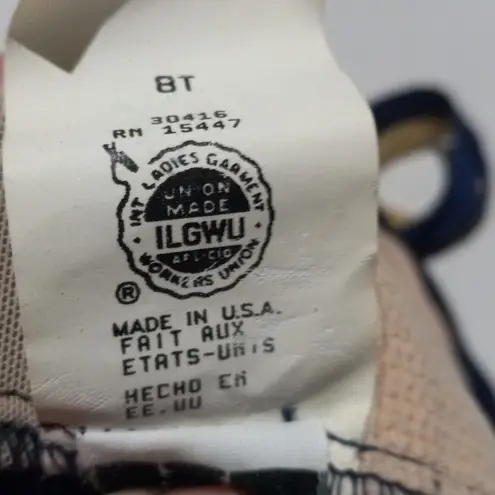 8T
30416
RN 15447
INT LADIES GARMENT
UNION
MADE
ILGWU
AFL-CIO
WORKERS UNION
®
MADE IN U.S.A.
FAIT AUX
ETATS-UNIS
HECHO EN
EE.UU